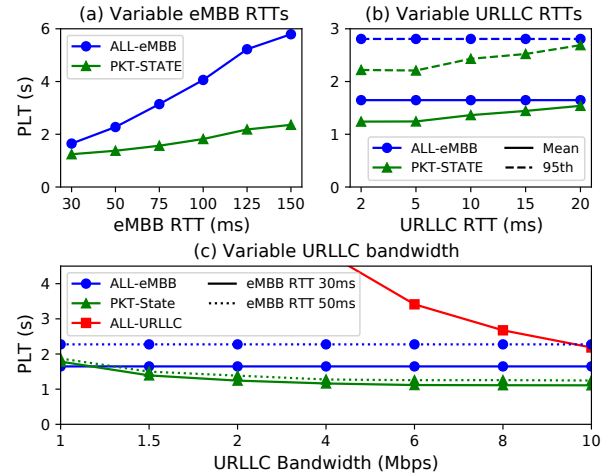 (a) Variable eMBB RTTs
PLT (s)
6
4
2
0
ALL-eMBB
PKT-STATE
30 50 75 100 125 150
eMBB RTT (ms)
(b) Variable URLLC RTTs
3
2
1
0
ALL-eMBB
PKT-STATE
Mean
95th
2 5 10 15 20
URLLC RTT (ms)
(c) Variable URLLC bandwidth
PLT (s)
4
3
2
1
0
ALL-eMBB
PKT-State
ALL-URLLC
eMBB RTT 30ms
eMBB RTT 50ms
1 1.5 2 4 6 8 10
URLLC Bandwidth (Mbps)